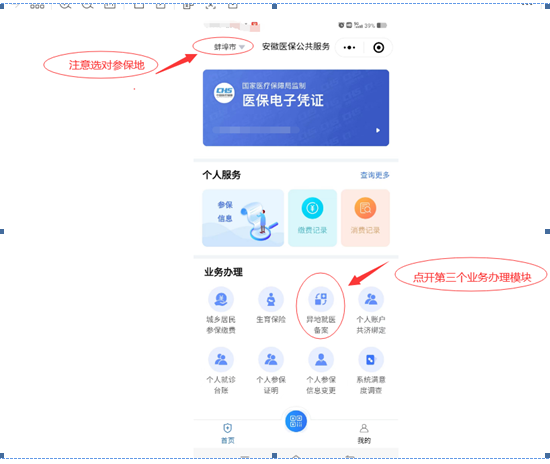 39%
蚌埠市
安徽医保公共服务
注意选对参保地
国家医疗保障局监制
CHS
医保电子凭证
个人服务
查询更多
参保
信息
缴费记录
消费记录
业务办理
点开第三个业务办理模块
城乡居民
参保缴费
生育保险
异地就医
备案
个人账户
共济绑定
个人就诊
台账
个人参保
证明
个人参保
信息变更
系统满意
度调查
首页
我的